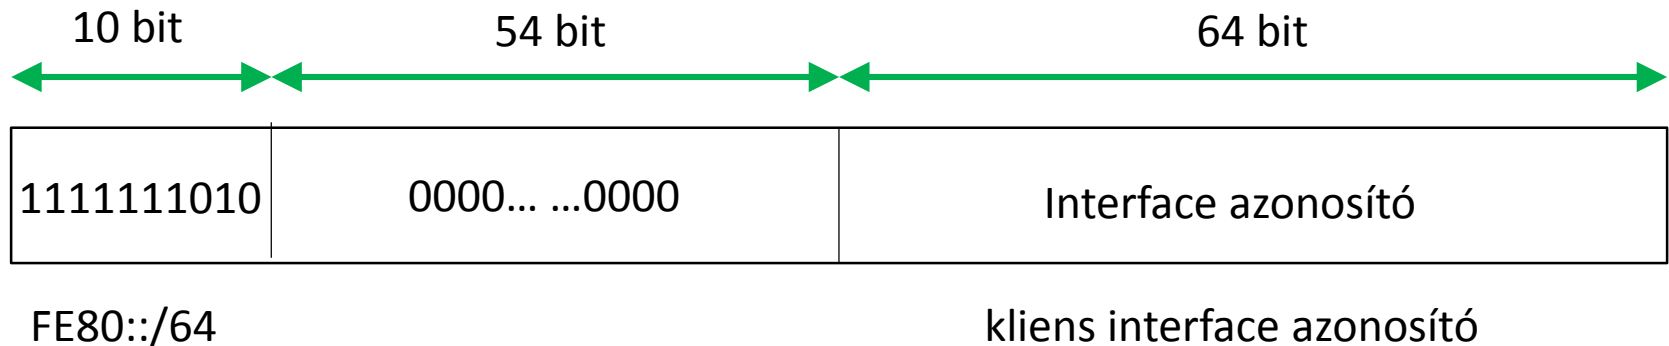 10 bit 54 bit 64 bit
1111111010 0000... ...0000 Interface azonosító
FE80::/64 kliens interface azonosító